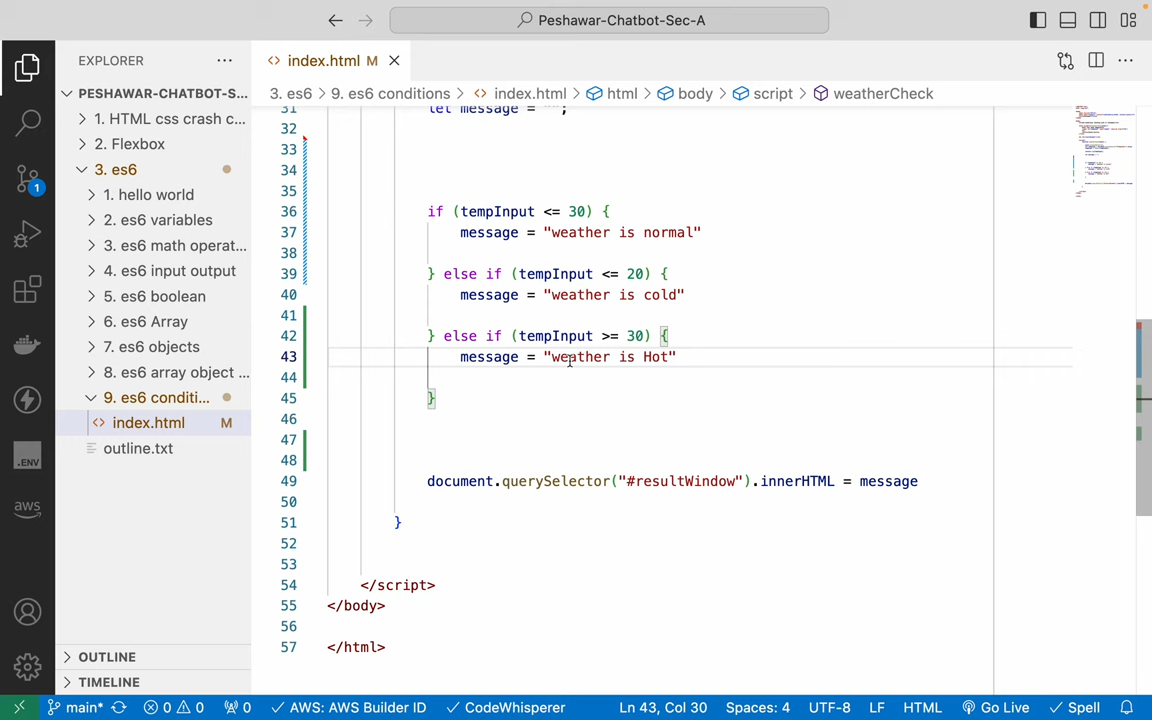 Peshawar-Chatbot-Sec-A
EXPLORER
index.html M
PESHAWAR-CHATBOT-S...
1. HTML css crash c...
2. Flexbox
3. es6
1. hello world
2. es6 variables
3. es6 math operat...
4. es6 input output
5. es6 boolean
6. es6 Array
7. es6 objects
8. es6 array object ...
9. es6 conditi...
index.html M
outline.txt
OUTLINE
TIMELINE
1
.ENV
aws
3. es6 > 9. es6 conditions > index.html > html > body > script > weatherCheck
31 let message = "";
32
33
34
35
36 if (tempInput <= 30) {
37 message = "weather is normal"
38
39 } else if (tempInput <= 20) {
40 message = "weather is cold"
41
42 } else if (tempInput >= 30) {
43 message = "weather is Hot"
44
45 }
46
47
48
49 document.querySelector("#resultWindow").innerHTML = message
50
51 }
52
53
54 </script>
55 </body>
56
57 </html>
main* 0 0 0 AWS: AWS Builder ID CodeWhisperer Ln 43, Col 30 Spaces: 4 UTF-8 LF HTML Go Live Spell